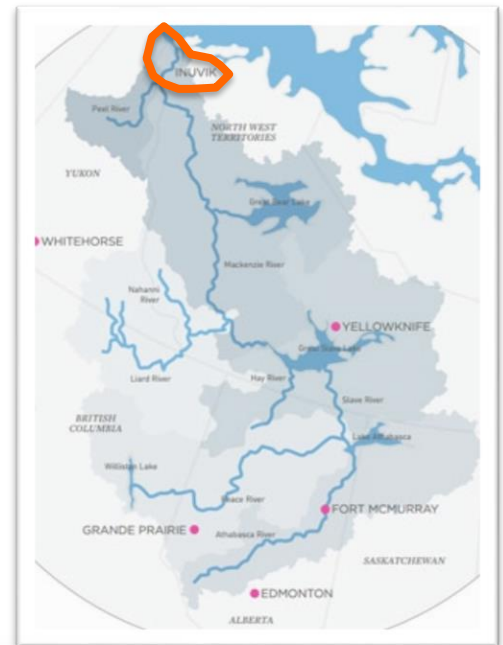 INUVIK
Peel River
NORTH WEST
TERRITORIES
YUKON
Great Bear Lake
WHITEHORSE
Mackenzie River
Nahanni
River
YELLOWKNIFE
Great Slave Lake
Liard River
Hay River
Slave River
BRITISH
COLUMBIA
Lake Athabasca
Williston Lake
Peace River
FORT MCMURRAY
GRANDE PRAIRIE
Athabasca River
SASKATCHEWAN
EDMONTON
ALBERTA